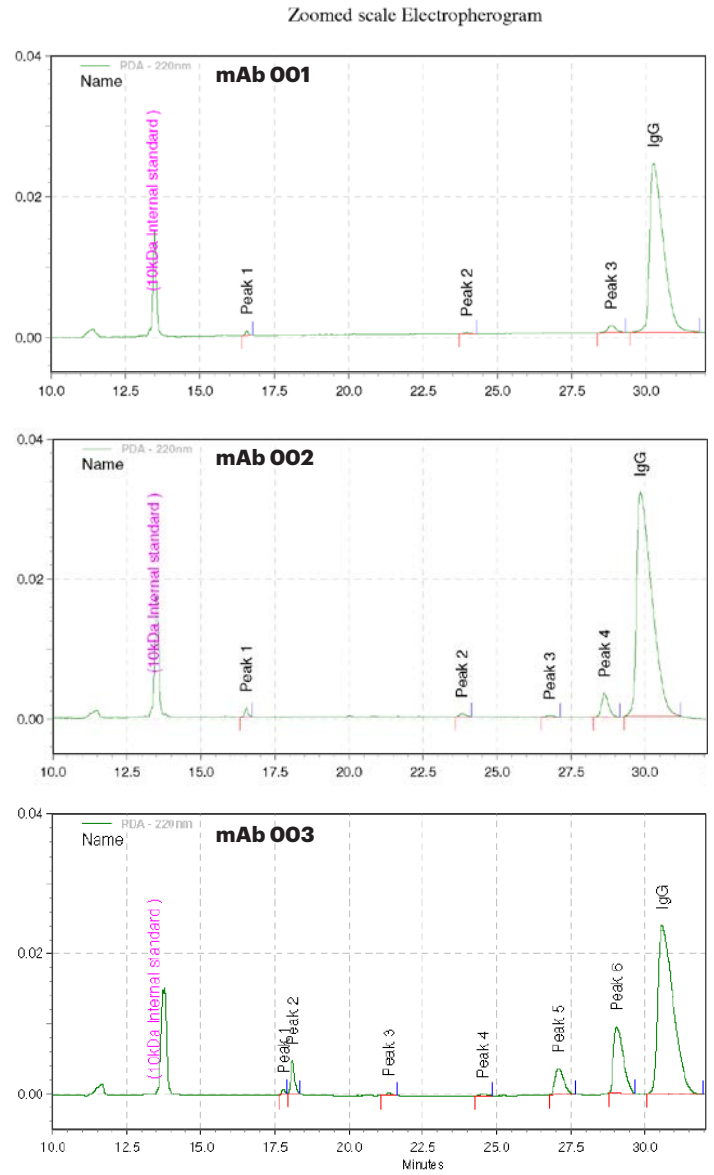 Zoomed scale Electropherogram
0.04
PDA - 220nm
Name
mAb 001
(10kDa Internal standard )
Peak 1
Peak 2
Peak 3
IgG
0.02
0.00
10.0 12.5 15.0 17.5 20.0 22.5 25.0 27.5 30.0
0.04
PDA - 220nm
Name
mAb 002
(10kDa Internal standard )
Peak 1
Peak 2
Peak 3
Peak 4
IgG
0.02
0.00
10.0 12.5 15.0 17.5 20.0 22.5 25.0 27.5 30.0
0.04
PDA - 220nm
Name
mAb 003
(10kDa Internal standard )
Peak 1
Peak 2
Peak 3
Peak 4
Peak 5
Peak 6
IgG
0.02
0.00
10.0 12.5 15.0 17.5 20.0 22.5 25.0 27.5 30.0
Minutes